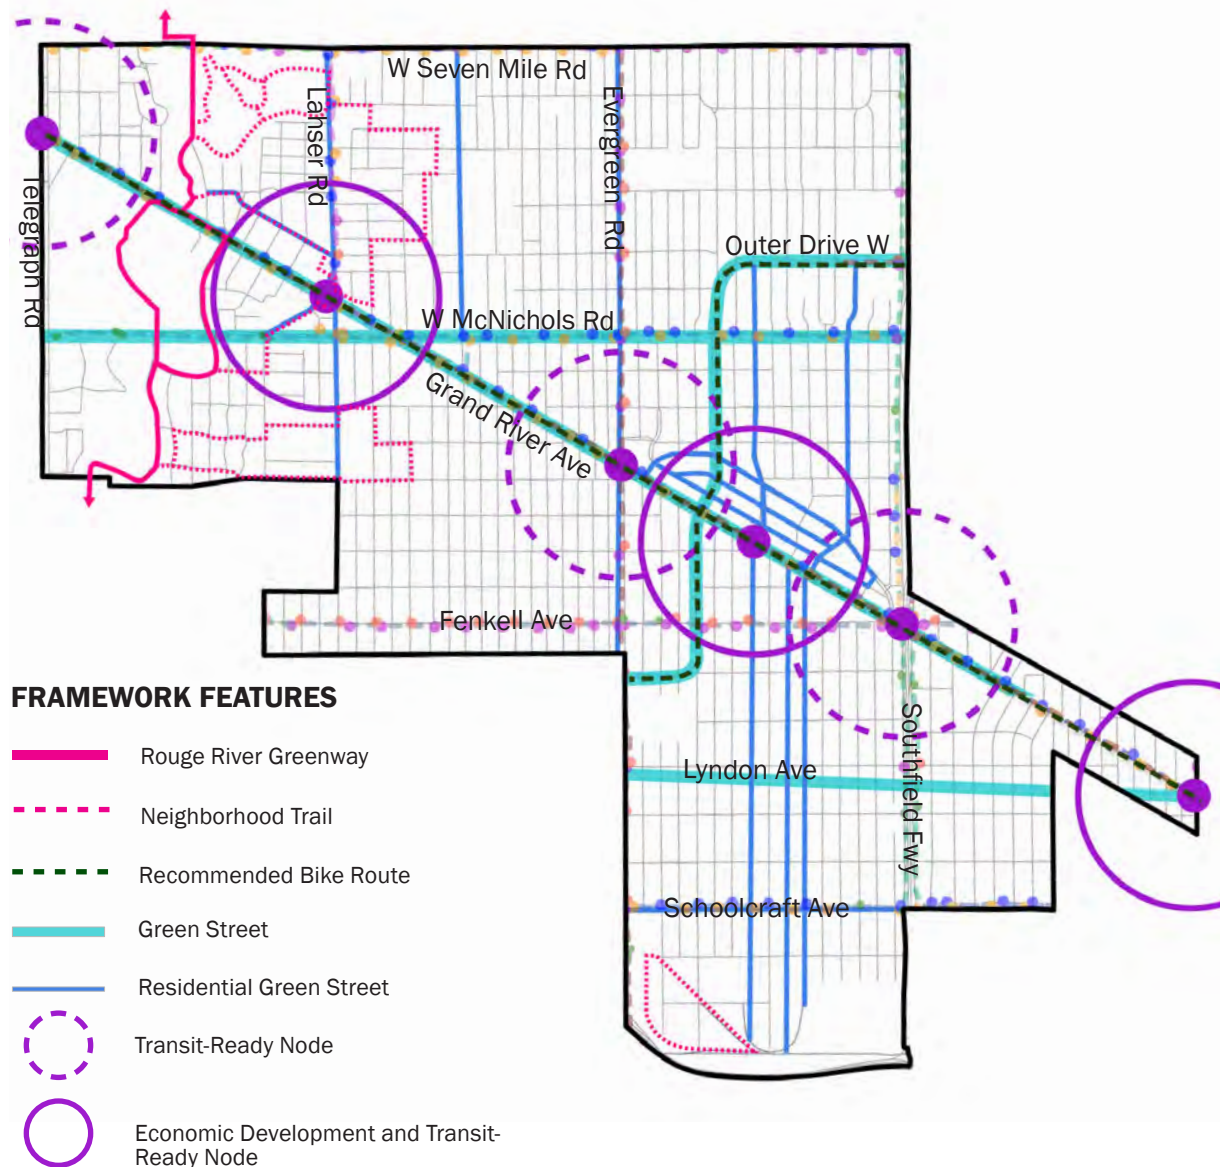 W Seven Mile Rd
Lahser Rd
Evergreen Rd
Telegraph Rd
Outer Drive W
W McNichols Rd
Grand River Ave
Fenkell Ave
Southfield Fwy
Lyndon Ave
Schoolcraft Ave
FRAMEWORK FEATURES
Rouge River Greenway
Neighborhood Trail
Recommended Bike Route
Green Street
Residential Green Street
Transit-Ready Node
Economic Development and Transit-
Ready Node